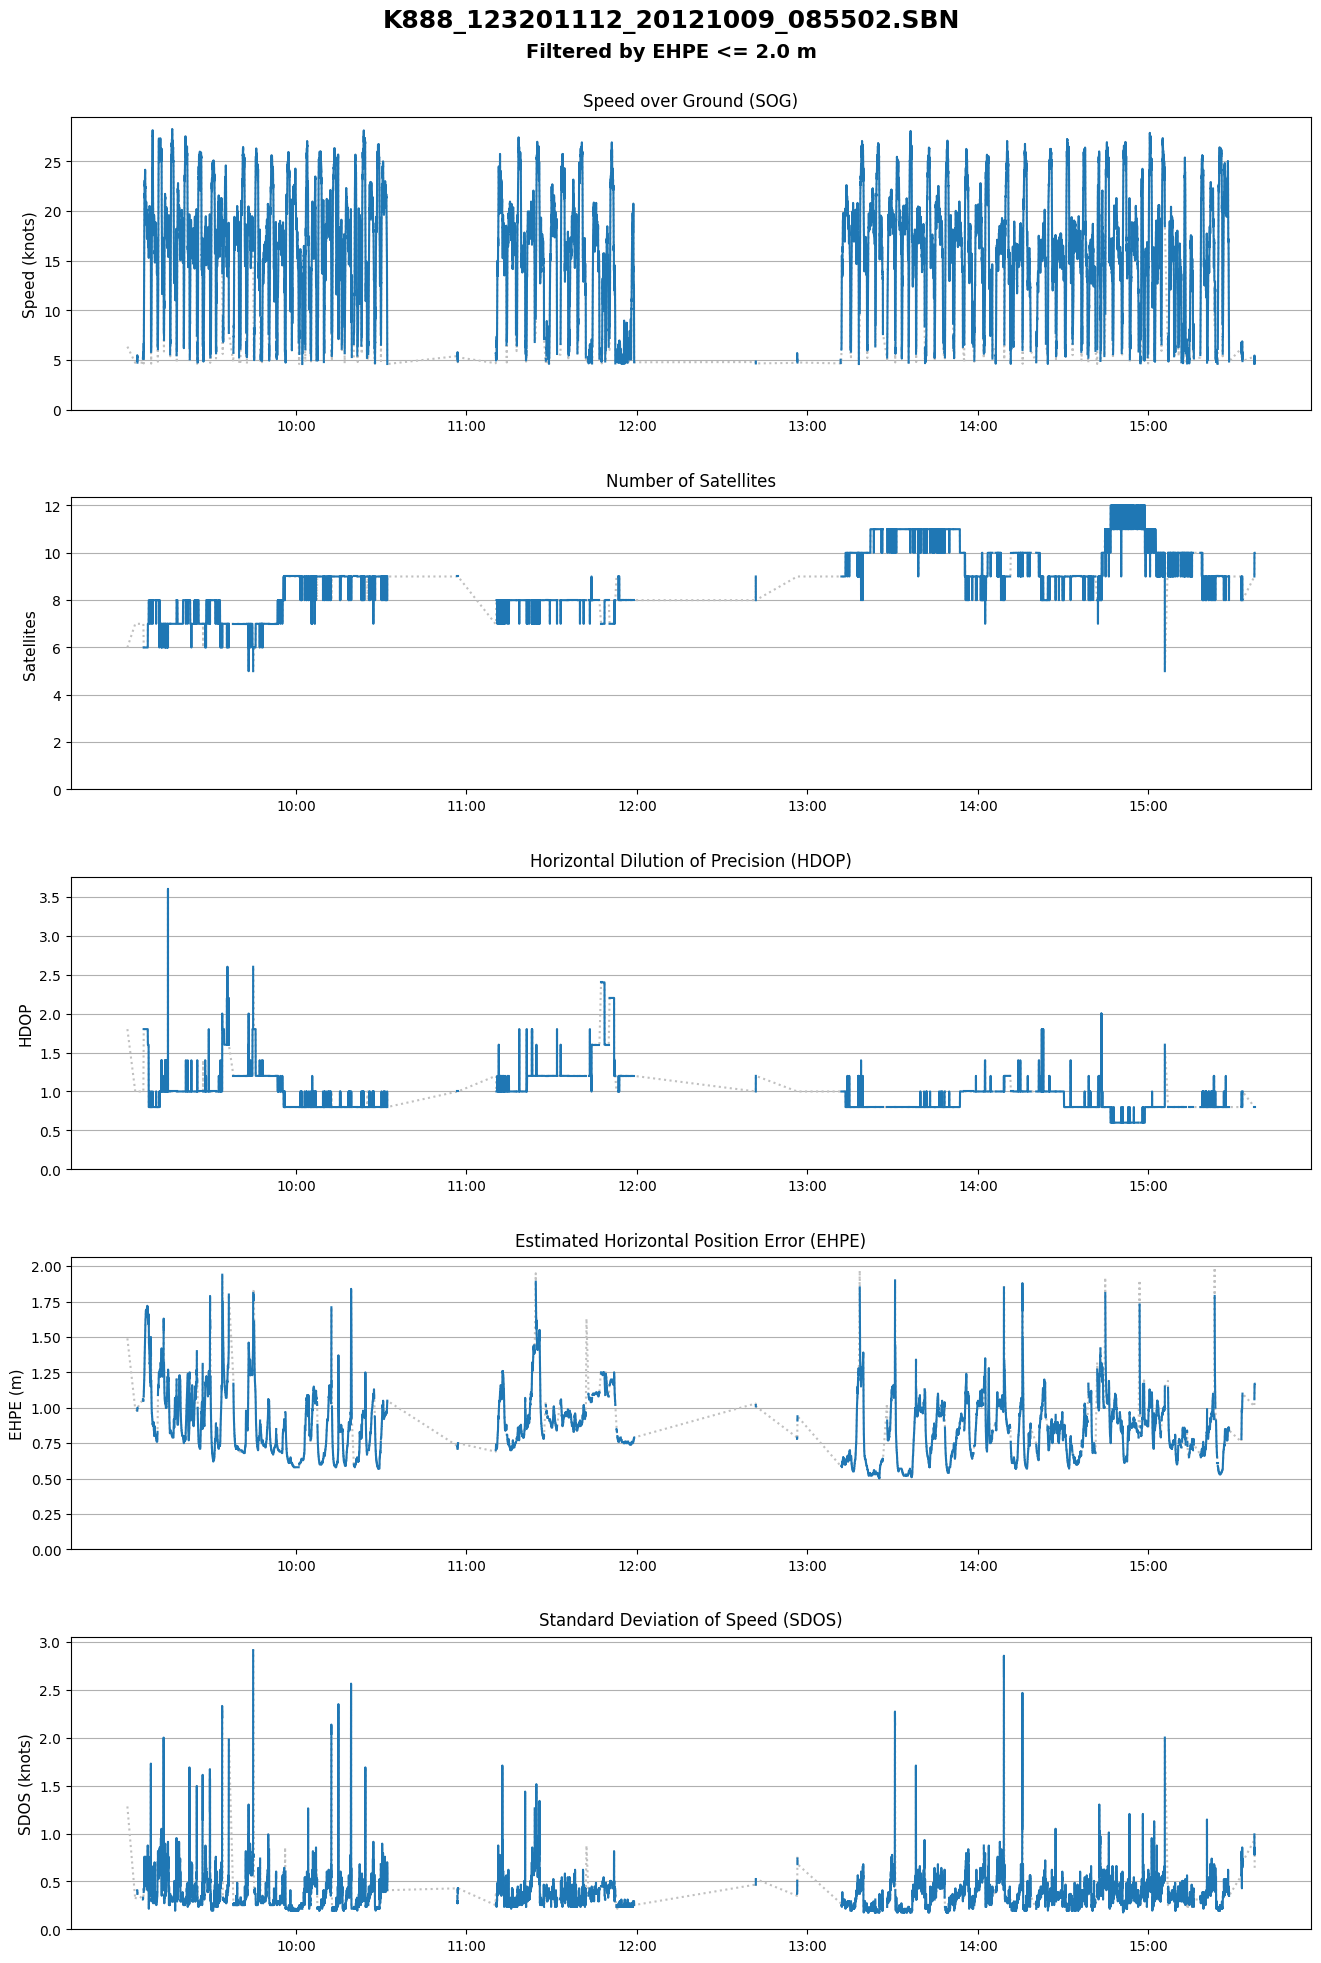 K888_123201112_20121009_085502.SBN
Filtered by EHPE <= 2.0 m
Speed over Ground (SOG)
Speed (knots)
25
20
15
10
5
0
10:00 11:00 12:00 13:00 14:00 15:00
Number of Satellites
Satellites
12
10
8
6
4
2
0
10:00 11:00 12:00 13:00 14:00 15:00
Horizontal Dilution of Precision (HDOP)
HDOP
3.5
3.0
2.5
2.0
1.5
1.0
0.5
0.0
10:00 11:00 12:00 13:00 14:00 15:00
Estimated Horizontal Position Error (EHPE)
EHPE (m)
2.00
1.75
1.50
1.25
1.00
0.75
0.50
0.25
0.00
10:00 11:00 12:00 13:00 14:00 15:00
Standard Deviation of Speed (SDOS)
SDOS (knots)
3.0
2.5
2.0
1.5
1.0
0.5
0.0
10:00 11:00 12:00 13:00 14:00 15:00